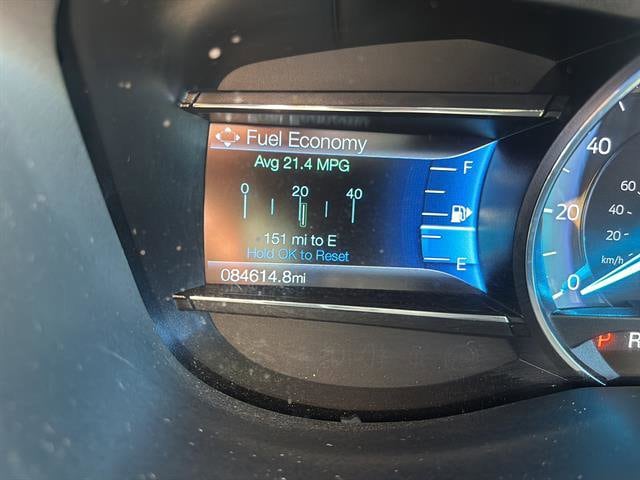 Fuel Economy
Avg 21.4 MPG
0 20 40
151 mi to E
Hold OK to Reset
084614.8mi
F
E
40
20
0
60
40
20
km/h
P R